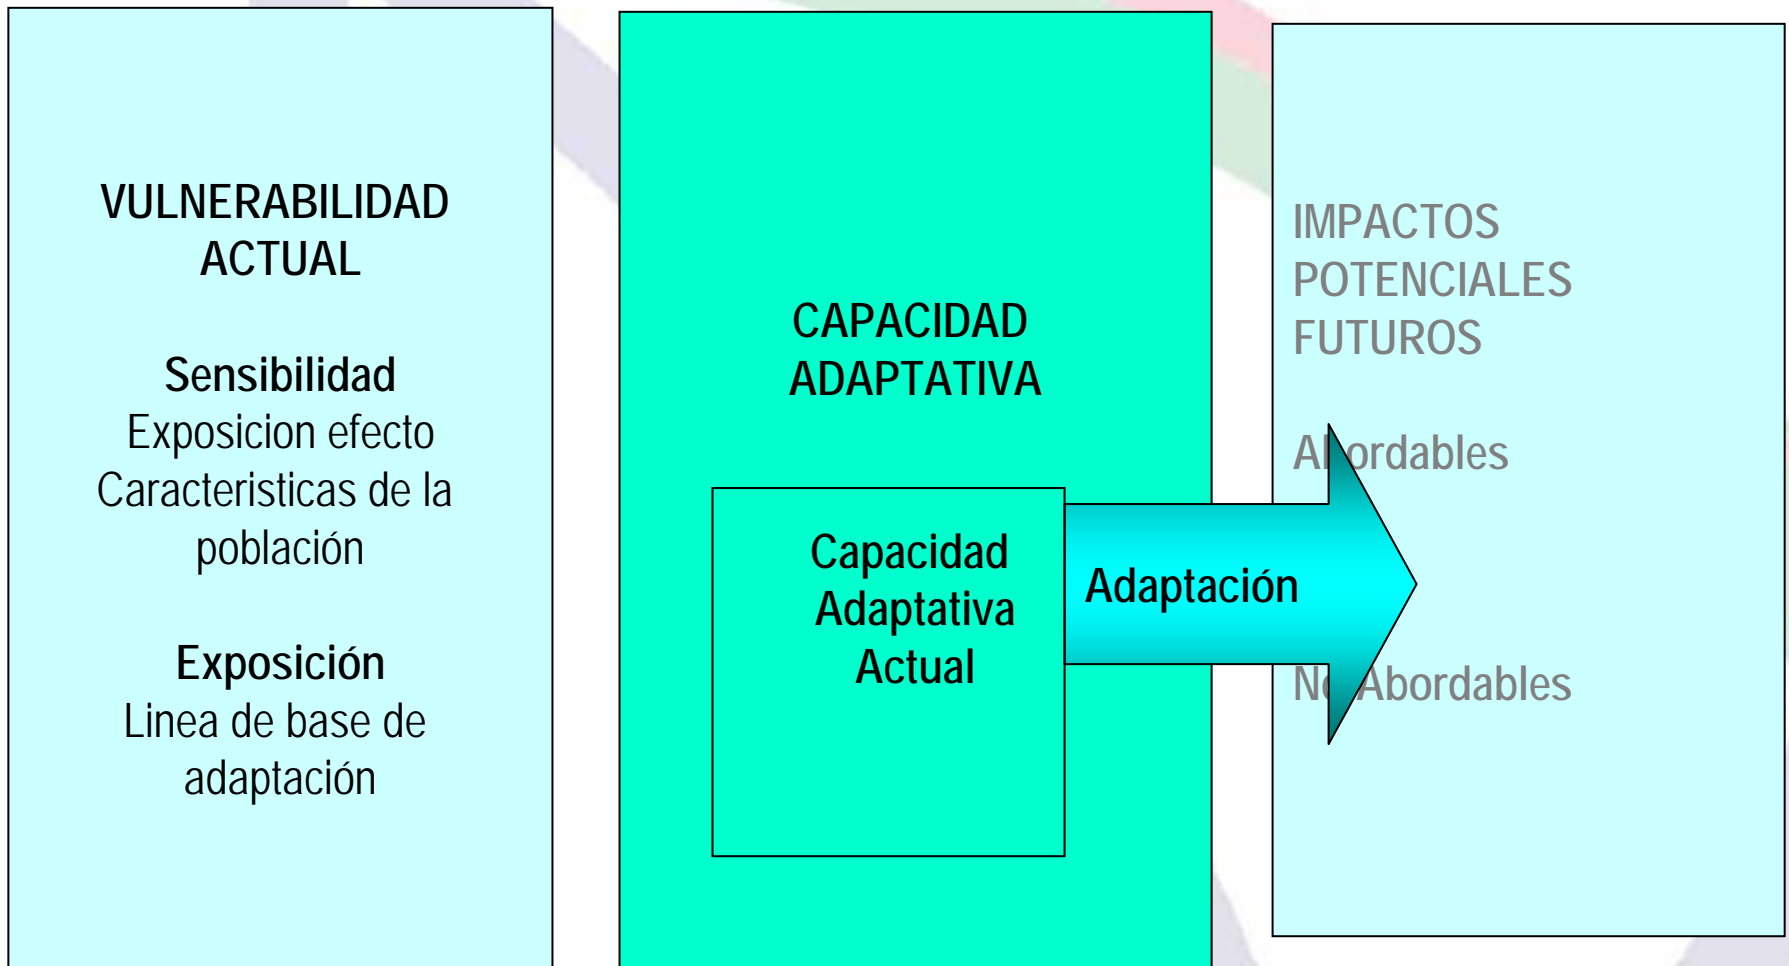 VULNERABILIDAD
ACTUAL
Sensibilidad
Exposicion efecto
Caracteristicas de la
población
Exposición
Linea de base de
adaptación
CAPACIDAD
ADAPTATIVA
Capacidad
Adaptativa
Actual
Adaptación
IMPACTOS
POTENCIALES
FUTUROS
Abordables
No Abordables